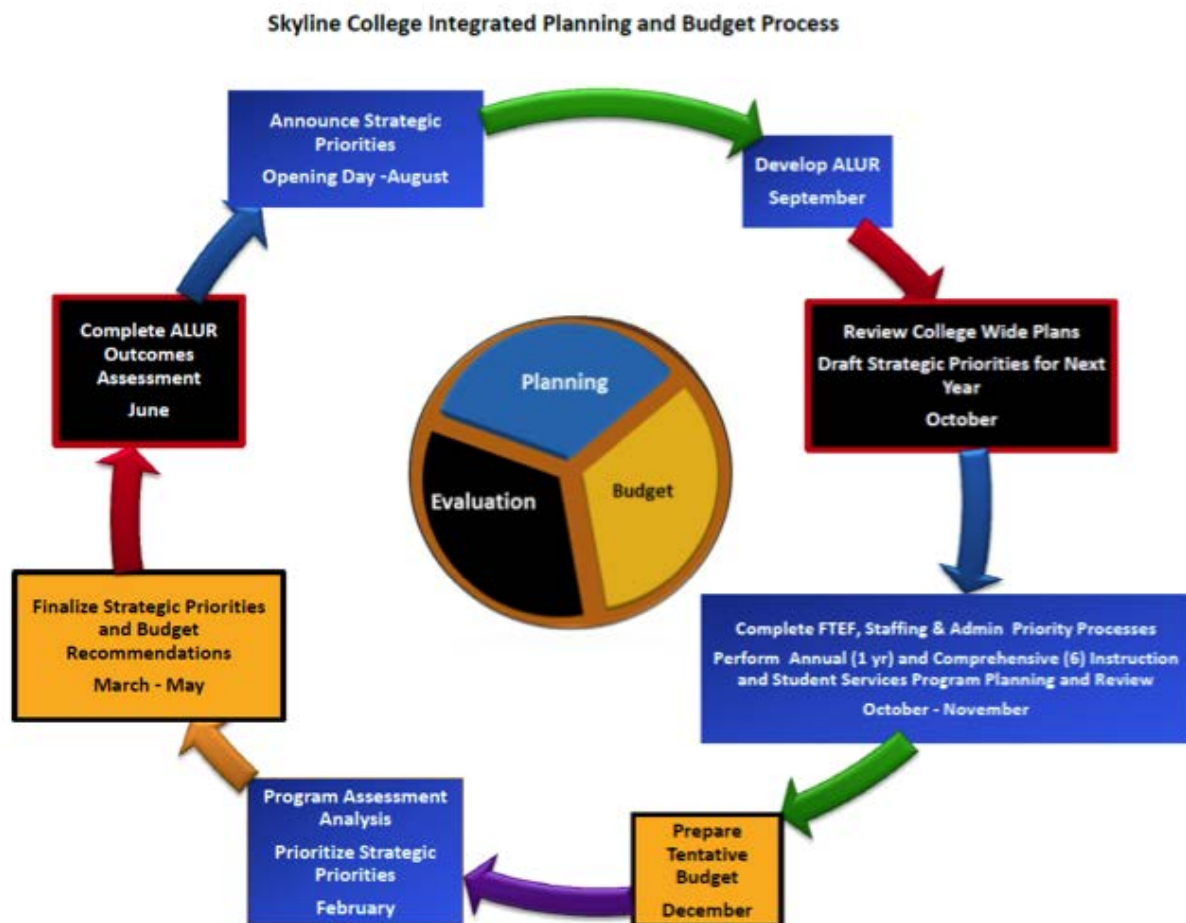 Skyline College Integrated Planning and Budget Process
Announce Strategic
Priorities
Opening Day -August
Develop ALUR
September
Review College Wide Plans
Draft Strategic Priorities for Next
Year
October
Complete FTEF, Staffing & Admin Priority Processes
Perform Annual (1 yr) and Comprehensive (6) Instruction
and Student Services Program Planning and Review
October - November
Prepare
Tentative
Budget
December
Program Assessment
Analysis
Prioritize Strategic
Priorities
February
Finalize Strategic Priorities
and Budget
Recommendations
March - May
Complete ALUR
Outcomes
Assessment
June
Planning
Budget
Evaluation